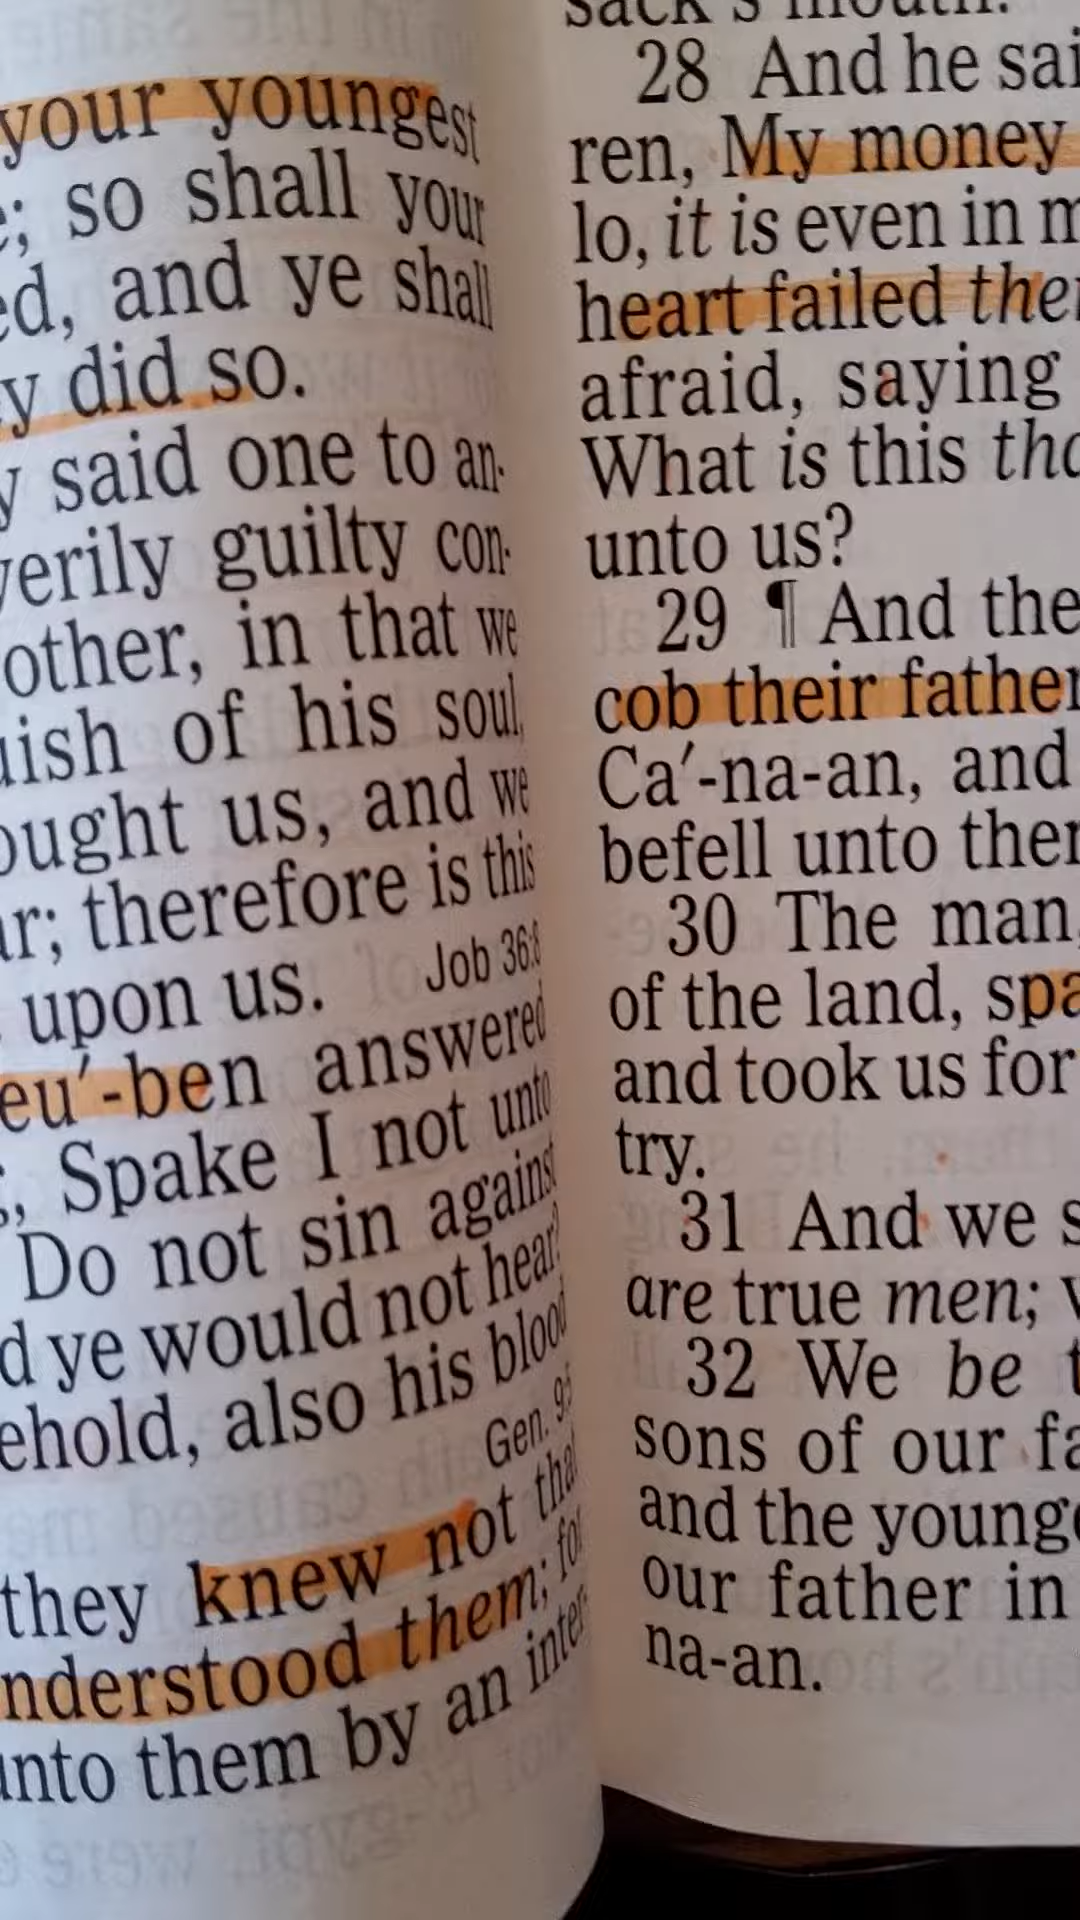 your youngest
so shall your
and ye shall
did so.
said one to an-
verily guilty con-
other, in that we
of his soul,
us, and we
therefore is this
upon us. Job 36:8
eu′-ben answered
Spake I not unto
Do not sin against
ye would not hear?
ehold, also his blood
Gen. 9:5
they knew not that
nderstood them; for
unto them by an inter-
sack's mouth.
28 And he sai
ren, My money
lo, it is even in m
heart failed the
afraid, saying
What is this
unto us?
29 ¶ And the
cob their father
Ca′-na-an, and
befell unto
30 The man,
of the land, spa
and took us for
try.
31 And we s
are true men;
32 We be t
sons of our fa
and the young
our father in
na-an.